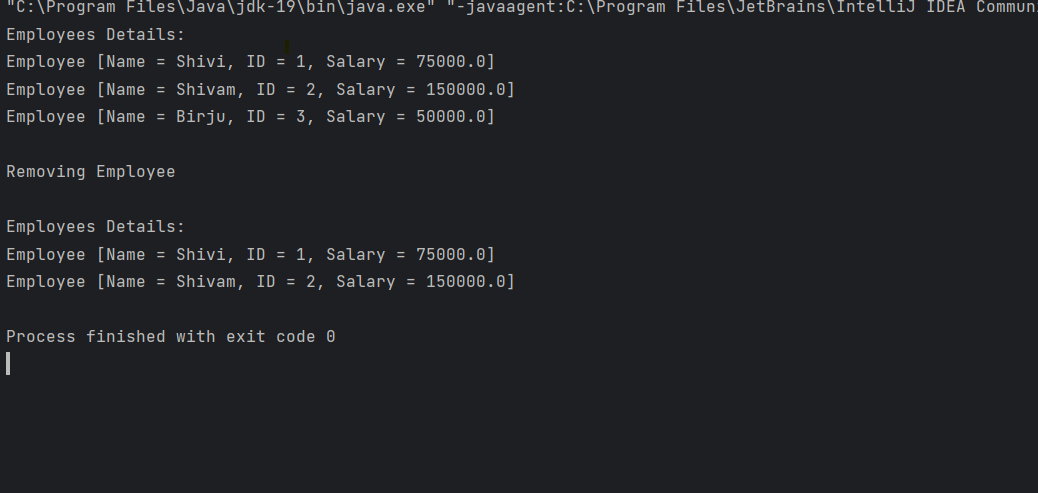 "C:\Program Files\Java\jdk-19\bin\java.exe" "-javaagent:C:\Program Files\JetBrains\IntelliJ IDEA Communi
Employees Details:
Employee [Name = Shivi, ID = 1, Salary = 75000.0]
Employee [Name = Shivam, ID = 2, Salary = 150000.0]
Employee [Name = Birju, ID = 3, Salary = 50000.0]
Removing Employee
Employees Details:
Employee [Name = Shivi, ID = 1, Salary = 75000.0]
Employee [Name = Shivam, ID = 2, Salary = 150000.0]
Process finished with exit code 0